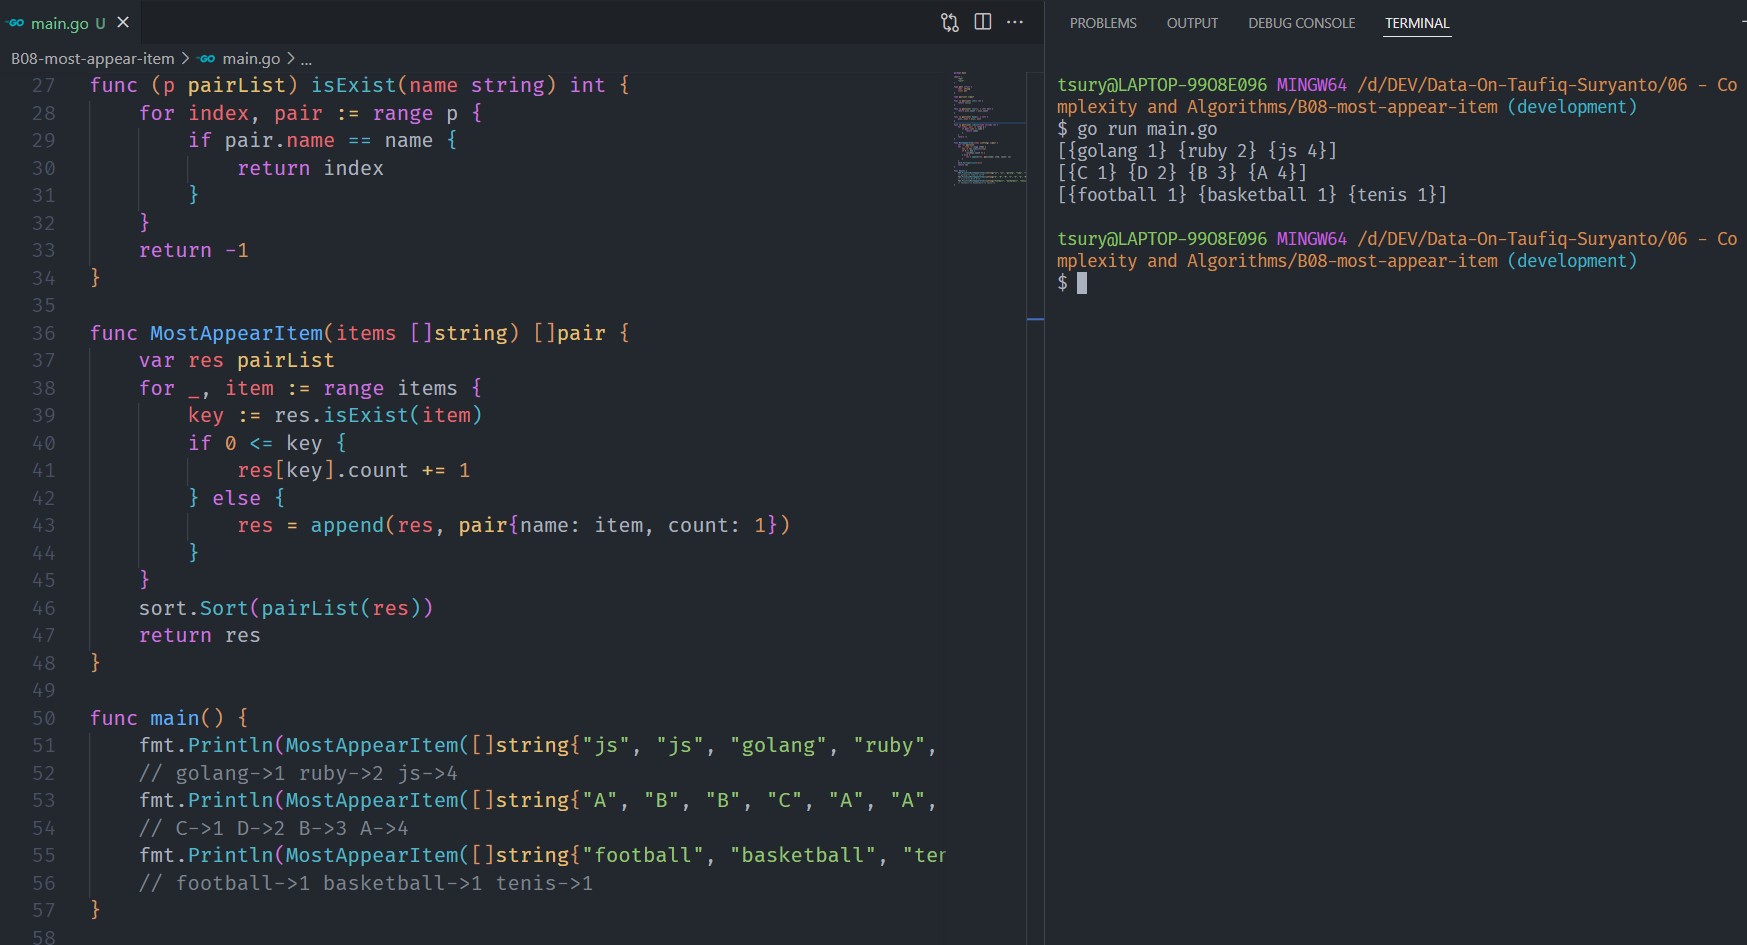 main.go U
B08-most-appear-item > main.go > ...
27 func (p pairList) isExist(name string) int {
28     for index, pair := range p {
29         if pair.name == name {
30             return index
31         }
32     }
33     return -1
34 }
35
36 func MostAppearItem(items []string) []pair {
37     var res pairList
38     for _, item := range items {
39         key := res.isExist(item)
40         if 0 <= key {
41             res[key].count += 1
42         } else {
43             res = append(res, pair{name: item, count: 1})
44         }
45     }
46     sort.Sort(pairList(res))
47     return res
48 }
49
50 func main() {
51     fmt.Println(MostAppearItem([]string{"js", "js", "golang", "ruby",
52     // golang->1 ruby->2 js->4
53     fmt.Println(MostAppearItem([]string{"A", "B", "B", "C", "A", "A",
54     // C->1 D->2 B->3 A->4
55     fmt.Println(MostAppearItem([]string{"football", "basketball", "ten
56     // football->1 basketball->1 tenis->1
57 }
58
PROBLEMS OUTPUT DEBUG CONSOLE TERMINAL
tsury@LAPTOP-99O8E096 MINGW64 /d/DEV/Data-On-Taufiq-Suryanto/06 - Co
mplexity and Algorithms/B08-most-appear-item (development)
$ go run main.go
[{golang 1} {ruby 2} {js 4}]
[{C 1} {D 2} {B 3} {A 4}]
[{football 1} {basketball 1} {tenis 1}]
tsury@LAPTOP-99O8E096 MINGW64 /d/DEV/Data-On-Taufiq-Suryanto/06 - Co
mplexity and Algorithms/B08-most-appear-item (development)
$